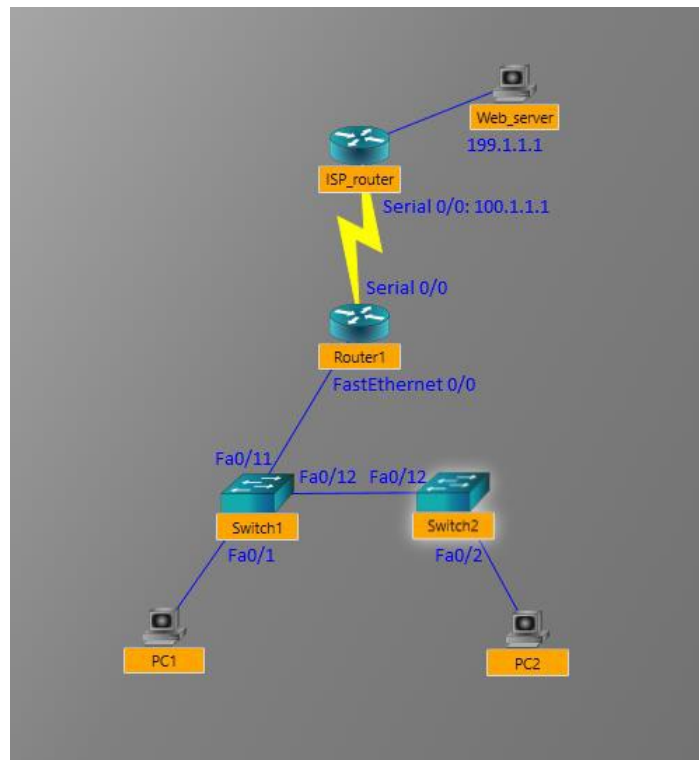 Web_server
199.1.1.1
ISP_router
Serial 0/0: 100.1.1.1
Serial 0/0
Router1
FastEthernet 0/0
Fa0/11
Fa0/12 Fa0/12
Switch1 Switch2
Fa0/1 Fa0/2
PC1 PC2